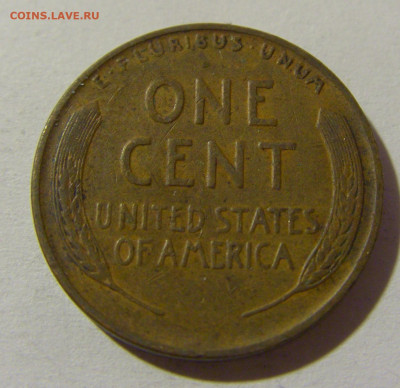 COINS.LAVE.RU
E·PLURIBUS·UNUM
ONE
CENT
UNITED STATES
OF AMERICA